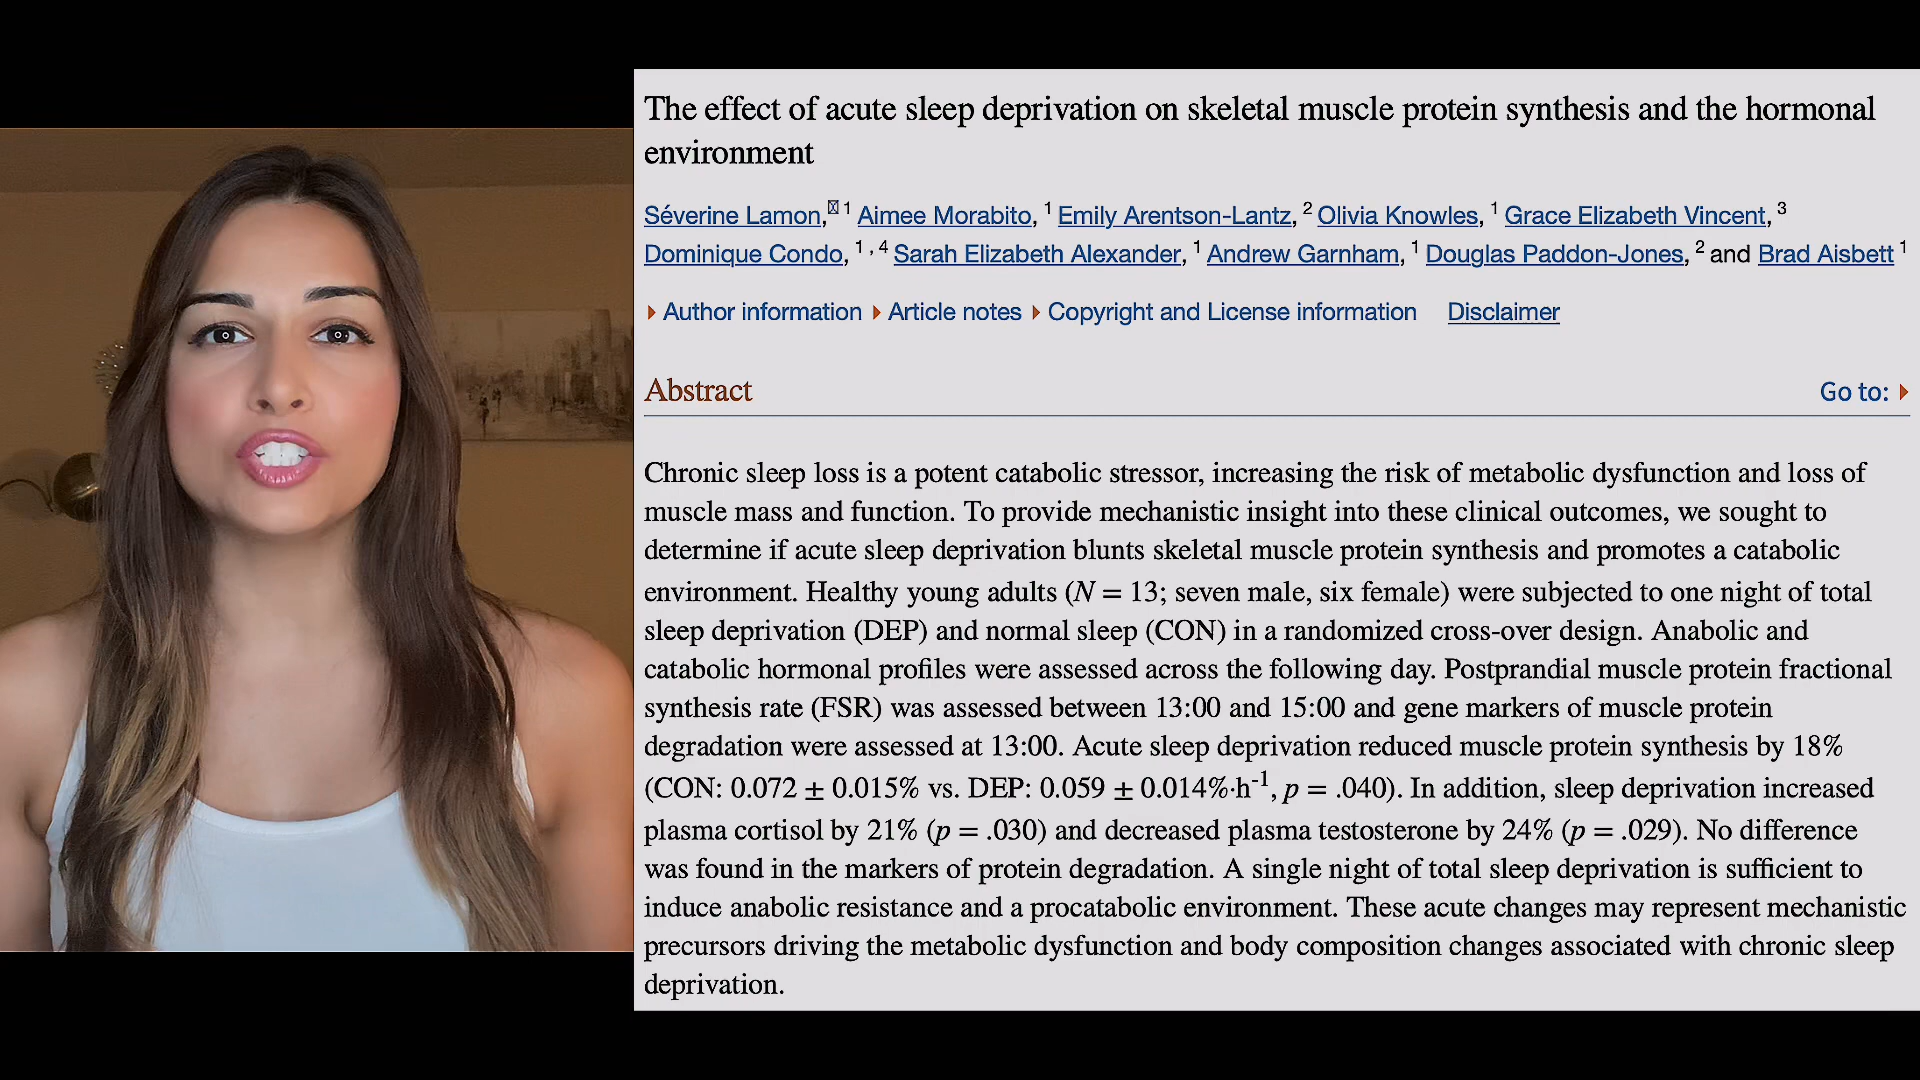 The effect of acute sleep deprivation on skeletal muscle protein synthesis and the hormonal
environment
Séverine Lamon, 1 Aimee Morabito, 1 Emily Arentson-Lantz, 2 Olivia Knowles, 1 Grace Elizabeth Vincent, 3
Dominique Condo, 1 , 4 Sarah Elizabeth Alexander, 1 Andrew Garnham, 1 Douglas Paddon-Jones, 2 and Brad Aisbett 1
Author information Article notes Copyright and License information Disclaimer
Abstract Go to:
Chronic sleep loss is a potent catabolic stressor, increasing the risk of metabolic dysfunction and loss of
muscle mass and function. To provide mechanistic insight into these clinical outcomes, we sought to
determine if acute sleep deprivation blunts skeletal muscle protein synthesis and promotes a catabolic
environment. Healthy young adults (N = 13; seven male, six female) were subjected to one night of total
sleep deprivation (DEP) and normal sleep (CON) in a randomized cross-over design. Anabolic and
catabolic hormonal profiles were assessed across the following day. Postprandial muscle protein fractional
synthesis rate (FSR) was assessed between 13:00 and 15:00 and gene markers of muscle protein
degradation were assessed at 13:00. Acute sleep deprivation reduced muscle protein synthesis by 18%
(CON: 0.072 ± 0.015% vs. DEP: 0.059 ± 0.014%·h-1, p = .040). In addition, sleep deprivation increased
plasma cortisol by 21% (p = .030) and decreased plasma testosterone by 24% (p = .029). No difference
was found in the markers of protein degradation. A single night of total sleep deprivation is sufficient to
induce anabolic resistance and a procatabolic environment. These acute changes may represent mechanistic
precursors driving the metabolic dysfunction and body composition changes associated with chronic sleep
deprivation.